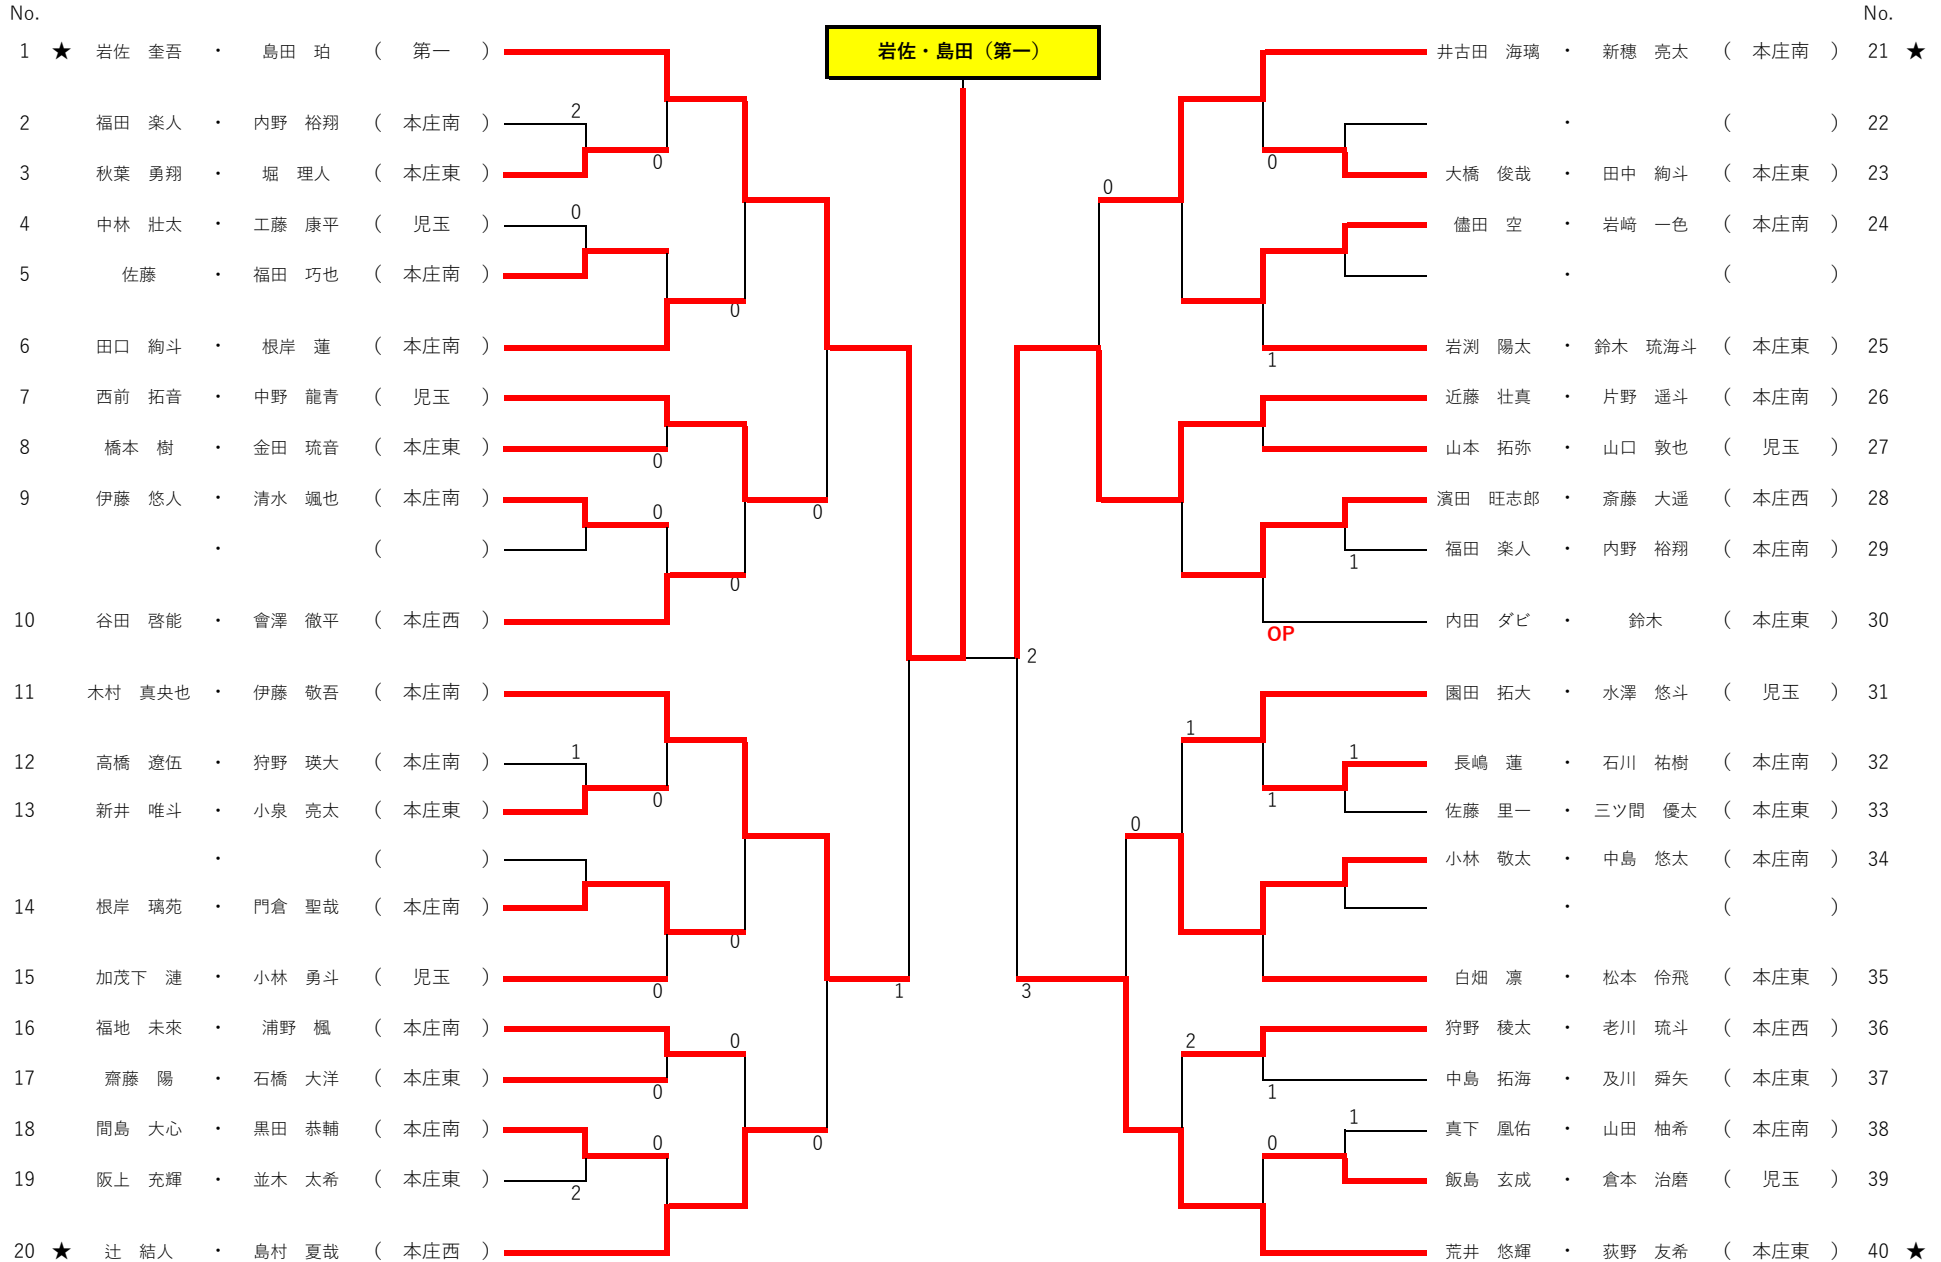 No.
No.
岩佐・島田（第一）
1 ★ 岩佐　奎吾 ・ 島田　珀 （ 第一 ）
井古田　海璃 ・ 新穂　亮太 （ 本庄南 ） 21 ★
2
2 福田　楽人 ・ 内野　裕翔 （ 本庄南 ）
・ （ ） 22
0
0
3 秋葉　勇翔 ・ 堀　理人 （ 本庄東 ）
大橋　俊哉 ・ 田中　絢斗 （ 本庄東 ） 23
0
0
4 中林　壯太 ・ 工藤　康平 （ 児玉 ）
儘田　空 ・ 岩﨑　一色 （ 本庄南 ） 24
5 佐藤 ・ 福田　巧也 （ 本庄南 ）
・ （ ）
0
6 田口　絢斗 ・ 根岸　蓮 （ 本庄南 ）
岩渕　陽太 ・ 鈴木　琉海斗 （ 本庄東 ） 25
1
7 西前　拓音 ・ 中野　龍青 （ 児玉 ）
近藤　壮真 ・ 片野　遥斗 （ 本庄南 ） 26
8 橋本　樹 ・ 金田　琉音 （ 本庄東 ）
山本　拓弥 ・ 山口　敦也 （ 児玉 ） 27
0
9 伊藤　悠人 ・ 清水　颯也 （ 本庄南 ）
濱田　旺志郎 ・ 斎藤　大遥 （ 本庄西 ） 28
0
0
・ （ ）
福田　楽人 ・ 内野　裕翔 （ 本庄南 ） 29
1
0
10 谷田　啓能 ・ 會澤　徹平 （ 本庄西 ）
内田　ダビ ・ 鈴木 （ 本庄東 ） 30
OP
2
11 木村　真央也 ・ 伊藤　敬吾 （ 本庄南 ）
園田　拓大 ・ 水澤　悠斗 （ 児玉 ） 31
1
1
1
12 高橋　遼伍 ・ 狩野　瑛大 （ 本庄南 ）
長嶋　蓮 ・ 石川　祐樹 （ 本庄南 ） 32
0
1
13 新井　唯斗 ・ 小泉　亮太 （ 本庄東 ）
佐藤　里一 ・ 三ツ間　優太 （ 本庄東 ） 33
0
・ （ ）
小林　敬太 ・ 中島　悠太 （ 本庄南 ） 34
14 根岸　璃苑 ・ 門倉　聖哉 （ 本庄南 ）
・ （ ）
0
15 加茂下　漣 ・ 小林　勇斗 （ 児玉 ）
白畑　凛 ・ 松本　伶飛 （ 本庄東 ） 35
0
1
3
16 福地　未來 ・ 浦野　楓 （ 本庄南 ）
狩野　稜太 ・ 老川　琉斗 （ 本庄西 ） 36
0
2
17 齋藤　陽 ・ 石橋　大洋 （ 本庄東 ）
中島　拓海 ・ 及川　舜矢 （ 本庄東 ） 37
0
1
1
18 間島　大心 ・ 黒田　恭輔 （ 本庄南 ）
真下　凰佑 ・ 山田　柚希 （ 本庄南 ） 38
0
0
0
19 阪上　充輝 ・ 並木　太希 （ 本庄東 ）
飯島　玄成 ・ 倉本　治磨 （ 児玉 ） 39
2
20 ★ 辻　結人 ・ 島村　夏哉 （ 本庄西 ）
荒井　悠輝 ・ 荻野　友希 （ 本庄東 ） 40 ★